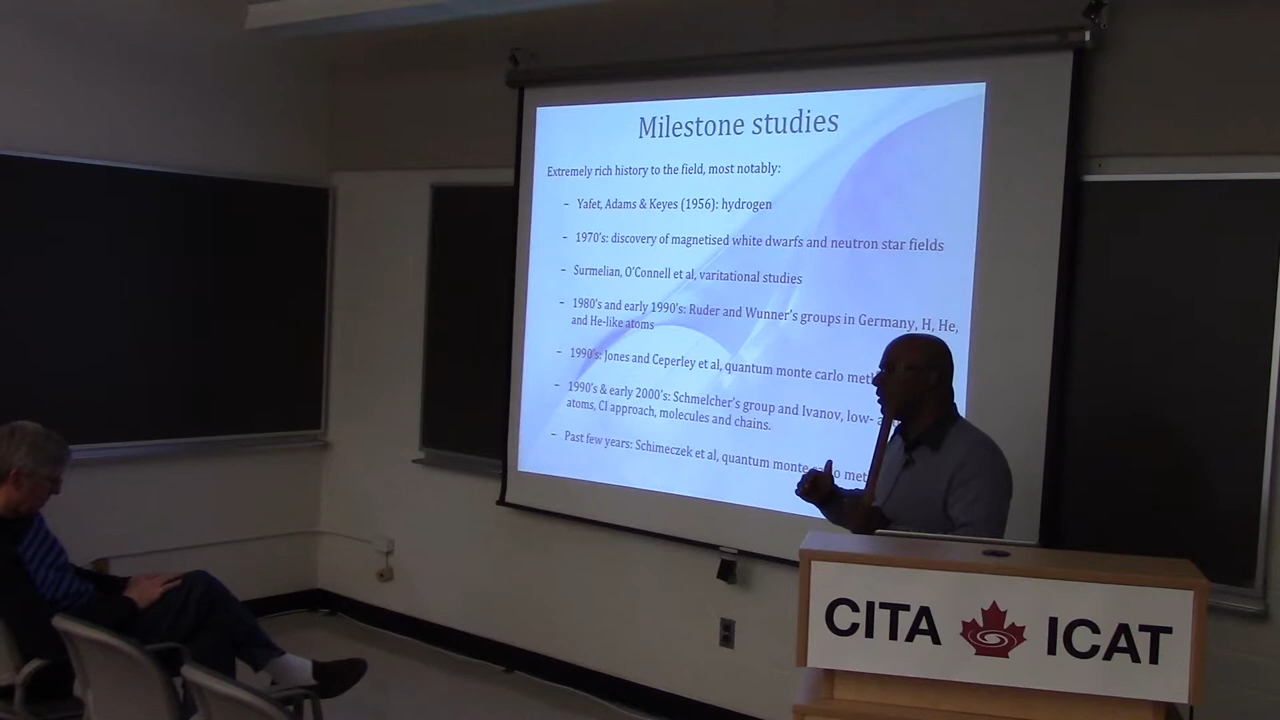 Milestone studies
Extremely rich history to the field, most notably:
– Yafet, Adams & Keyes (1956): hydrogen
– 1970's: discovery of magnetised white dwarfs and neutron star fields
– Surmelian, O'Connell et al, varitational studies
– 1980's and early 1990's: Ruder and Wunner's groups in Germany, H, He,
and He-like atoms
– 1990's: Jones and Ceperley et al, quantum monte carlo
– 1990's & early 2000's: Schmelcher's group and Ivanov, low-
atoms, CI approach, molecules and chains.
– Past few years: Schimeczek et al, quantum monte carlo
CITA ICAT